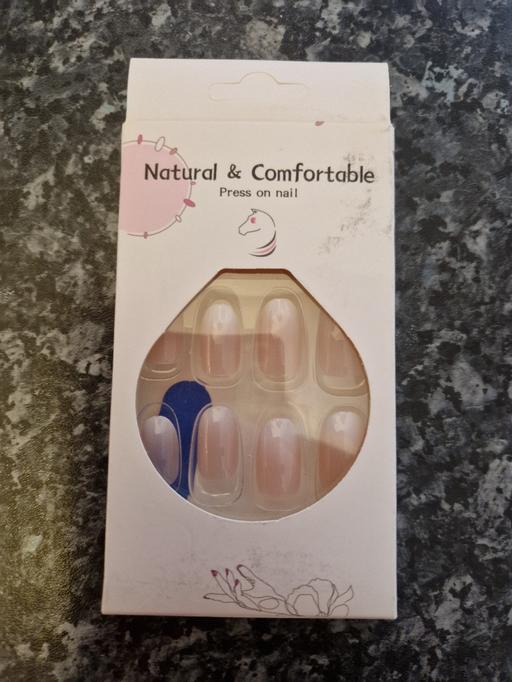 Natural & Comfortable
Press on nail